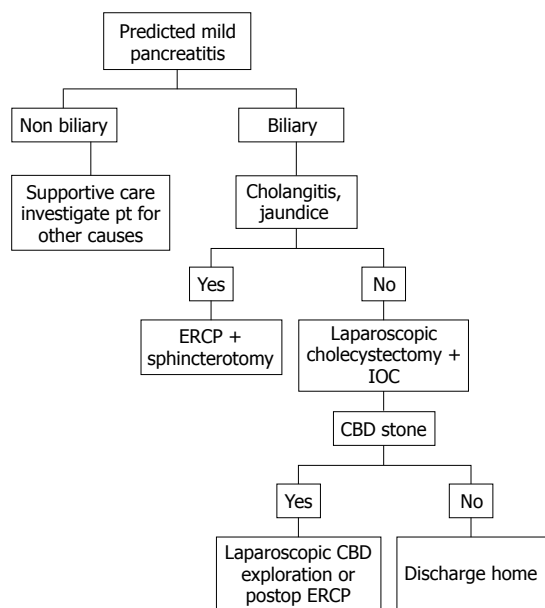 Predicted mild
pancreatitis
Non biliary
Biliary
Supportive care
investigate pt for
other causes
Cholangitis,
jaundice
Yes
No
ERCP +
sphincterotomy
Laparoscopic
cholecystectomy +
IOC
CBD stone
Yes
No
Laparoscopic CBD
exploration or
postop ERCP
Discharge home